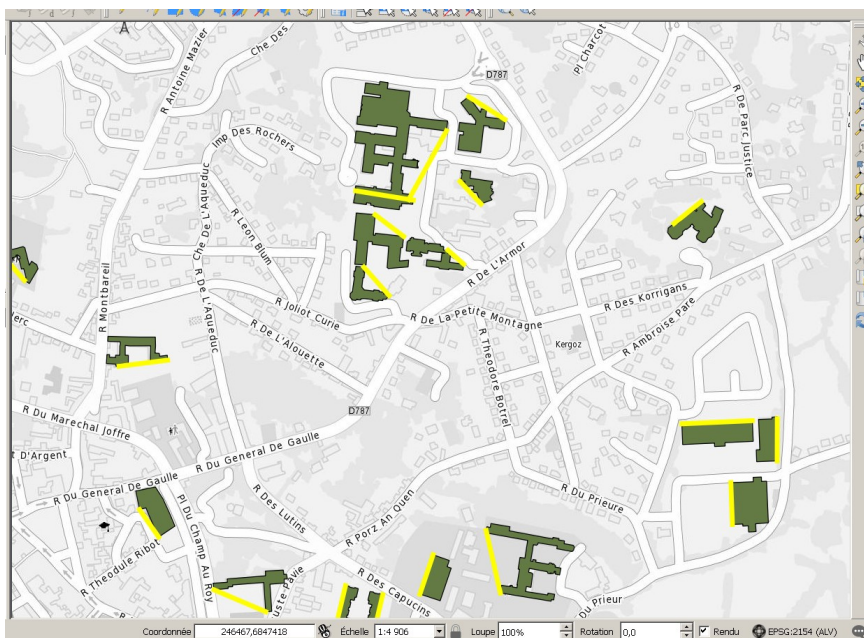 D787
Pl Charcot
Che Des
R Antoine Mazier
R De Parc Justice
Imp Des Rochers
Che De L'Aqueduc
R Leon Blum
R De L'Armor
R Montbareil
R De L'Aqueduc
R Joliot Curie
R De La Petite Montagne
R Des Korrigans
R De L'Alouette
R Theodore Botrel
Kergoz
R Ambroise Pare
R Du Marechal Joffre
D787
T D'Argent
R Du General De Gaulle
R Du General De Gaulle
Pl Du Champ Au Roy
R Des Lutins
R Porz An Quen
R Du Prieure
R Theodule Ribot
R Des Capucins
Du Prieur
Coordonnée 246467,6847418 Échelle 1:4 906 Loupe 100% Rotation 0,0 Rendu EPSG:2154 (ALV)